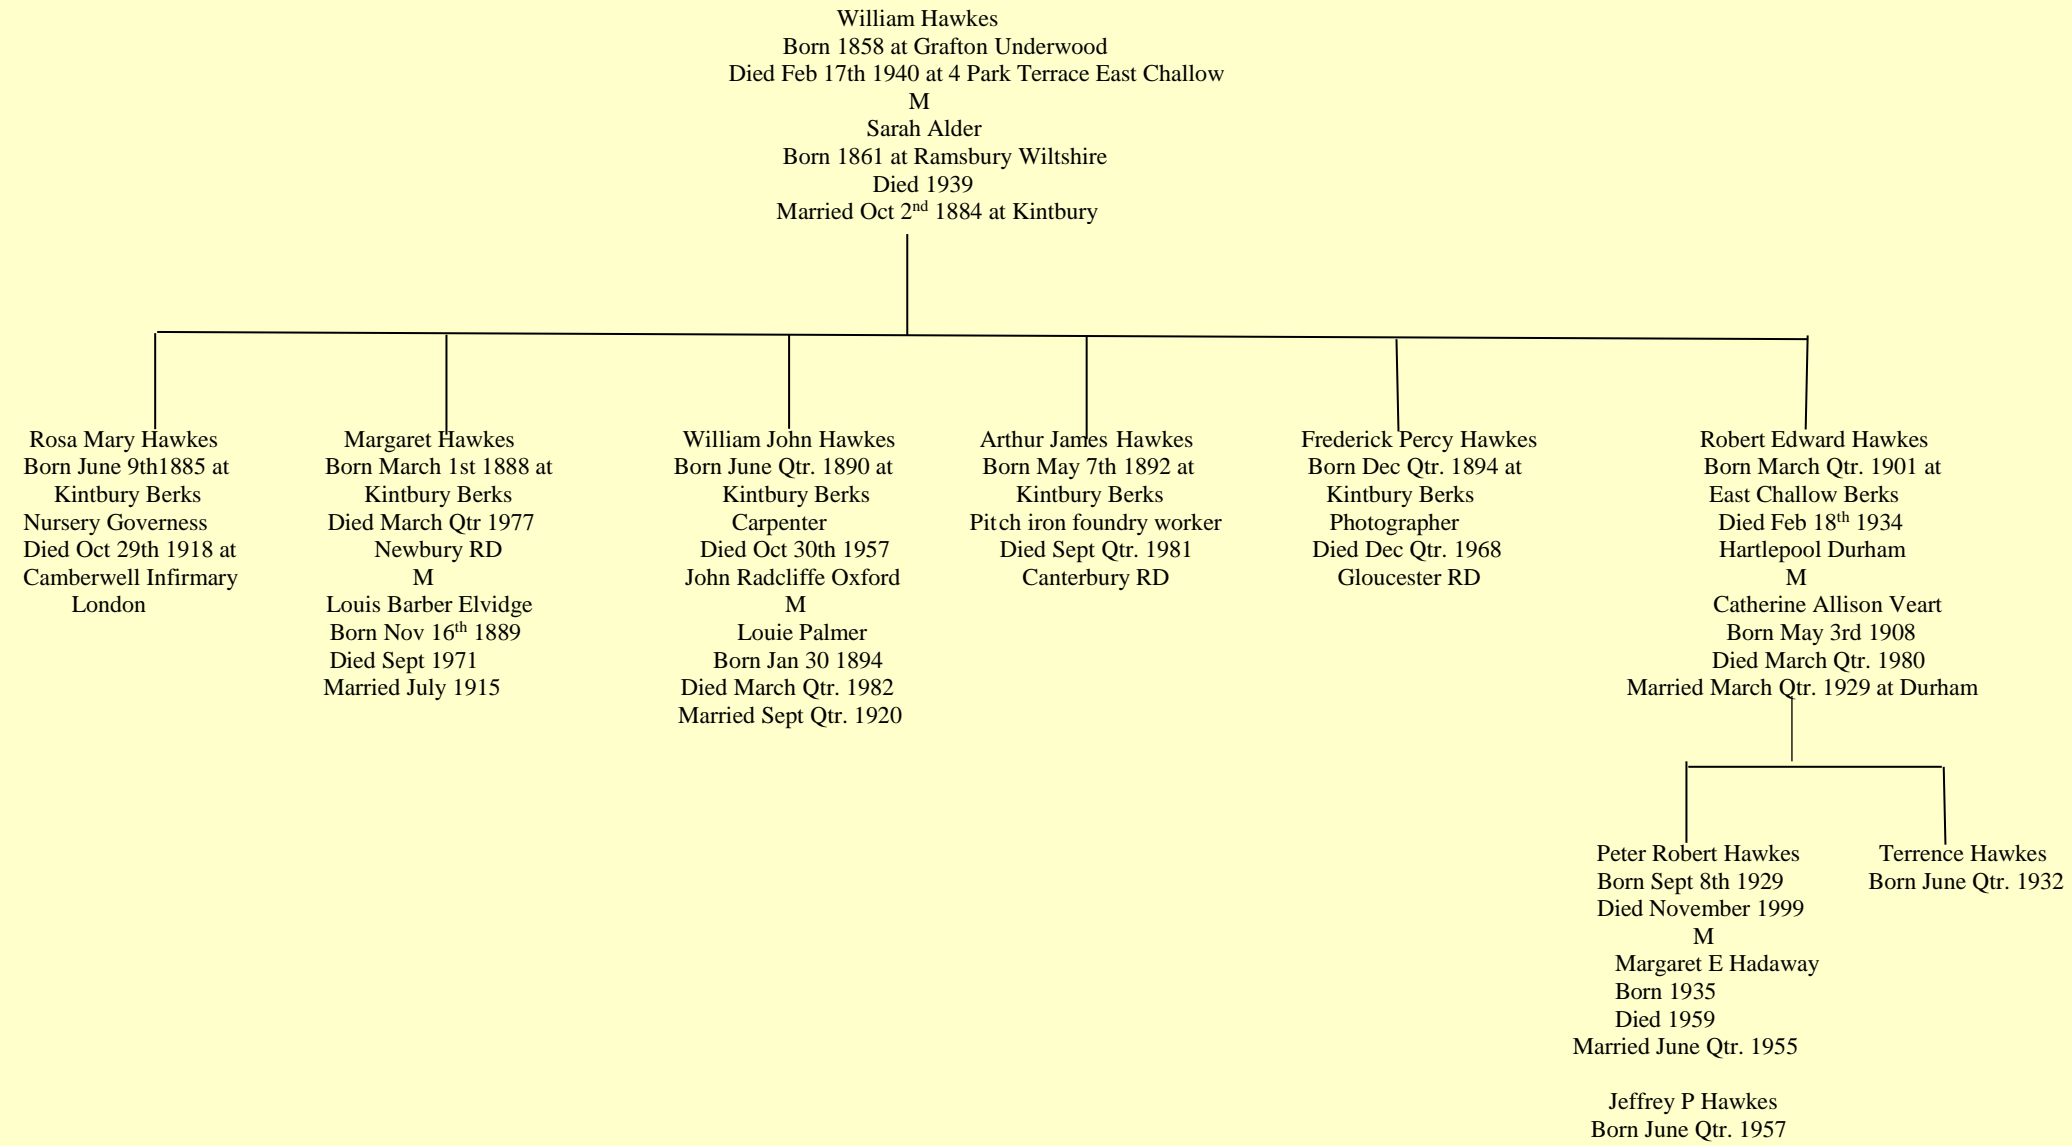 William Hawkes
Born 1858 at Grafton Underwood
Died Feb 17th 1940 at 4 Park Terrace East Challow
M
Sarah Alder
Born 1861 at Ramsbury Wiltshire
Died 1939
Married Oct 2nd 1884 at Kintbury
Rosa Mary Hawkes
Born June 9th1885 at
Kintbury Berks
Nursery Governess
Died Oct 29th 1918 at
Camberwell Infirmary
London
Margaret Hawkes
Born March 1st 1888 at
Kintbury Berks
Died March Qtr 1977
Newbury RD
M
Louis Barber Elvidge
Born Nov 16th 1889
Died Sept 1971
Married July 1915
William John Hawkes
Born June Qtr. 1890 at
Kintbury Berks
Carpenter
Died Oct 30th 1957
John Radcliffe Oxford
M
Louie Palmer
Born Jan 30 1894
Died March Qtr. 1982
Married Sept Qtr. 1920
Arthur James Hawkes
Born May 7th 1892 at
Kintbury Berks
Pitch iron foundry worker
Died Sept Qtr. 1981
Canterbury RD
Frederick Percy Hawkes
Born Dec Qtr. 1894 at
Kintbury Berks
Photographer
Died Dec Qtr. 1968
Gloucester RD
Robert Edward Hawkes
Born March Qtr. 1901 at
East Challow Berks
Died Feb 18th 1934
Hartlepool Durham
M
Catherine Allison Veart
Born May 3rd 1908
Died March Qtr. 1980
Married March Qtr. 1929 at Durham
Peter Robert Hawkes
Born Sept 8th 1929
Died November 1999
M
Margaret E Hadaway
Born 1935
Died 1959
Married June Qtr. 1955
Jeffrey P Hawkes
Born June Qtr. 1957
Terrence Hawkes
Born June Qtr. 1932